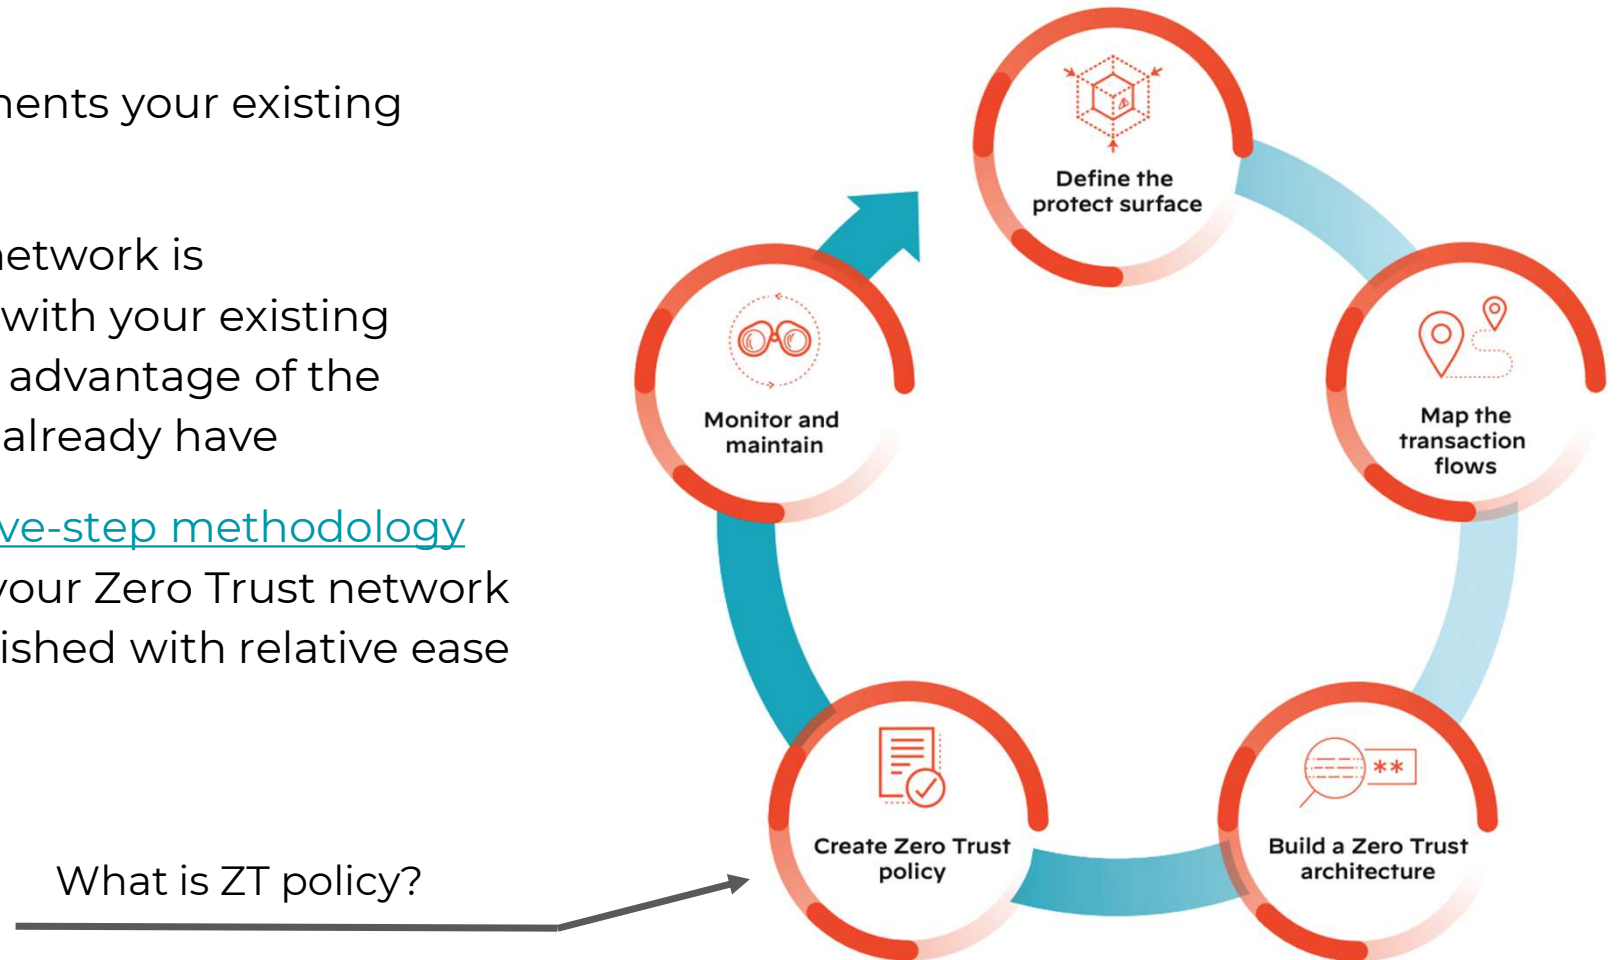 ments your existing
network is
with your existing
advantage of the
already have
ve-step methodology
your Zero Trust network
ished with relative ease
What is ZT policy?
Define the
protect surface
Map the
transaction
flows
Build a Zero Trust
architecture
**
Create Zero Trust
policy
Monitor and
maintain